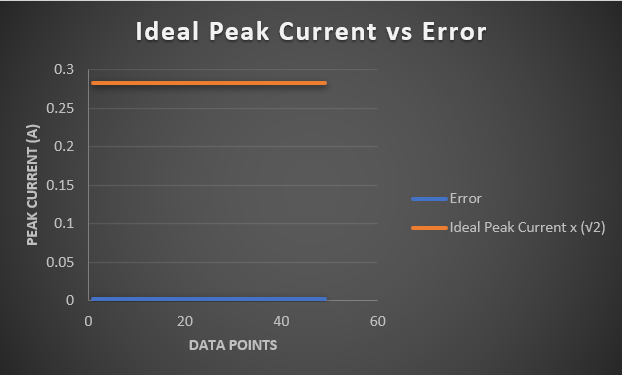 Ideal Peak Current vs Error
PEAK CURRENT (A)
0.3
0.25
0.2
0.15
0.1
0.05
0
0 20 40 60
DATA POINTS
Error
Ideal Peak Current x (√2)